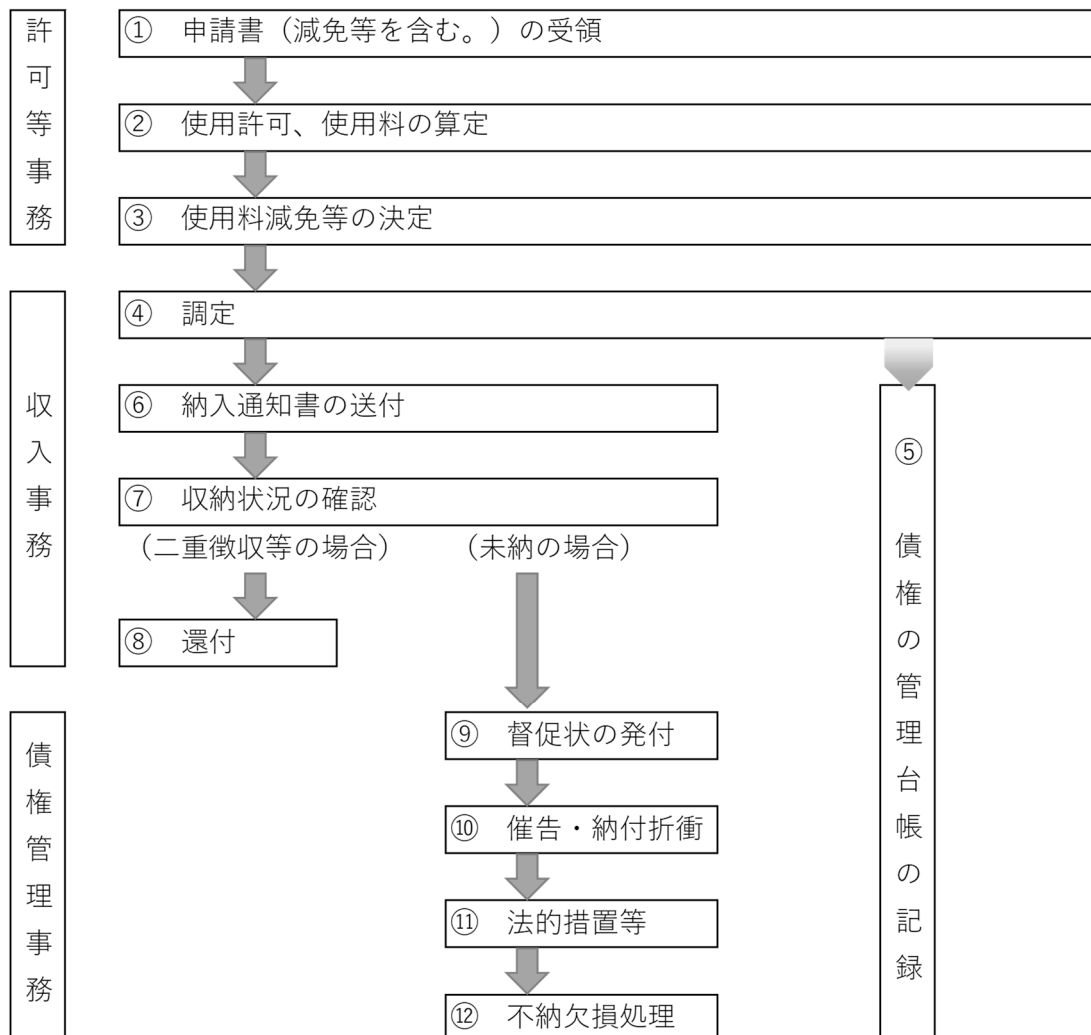 許可等事務
① 申請書（減免等を含む。）の受領
② 使用許可、使用料の算定
③ 使用料減免等の決定
収入事務
④ 調定
⑤ 債権の管理台帳の記録
⑥ 納入通知書の送付
⑦ 収納状況の確認
（二重徴収等の場合） （未納の場合）
⑧ 還付
債権管理事務
⑨ 督促状の発付
⑩ 催告・納付折衝
⑪ 法的措置等
⑫ 不納欠損処理